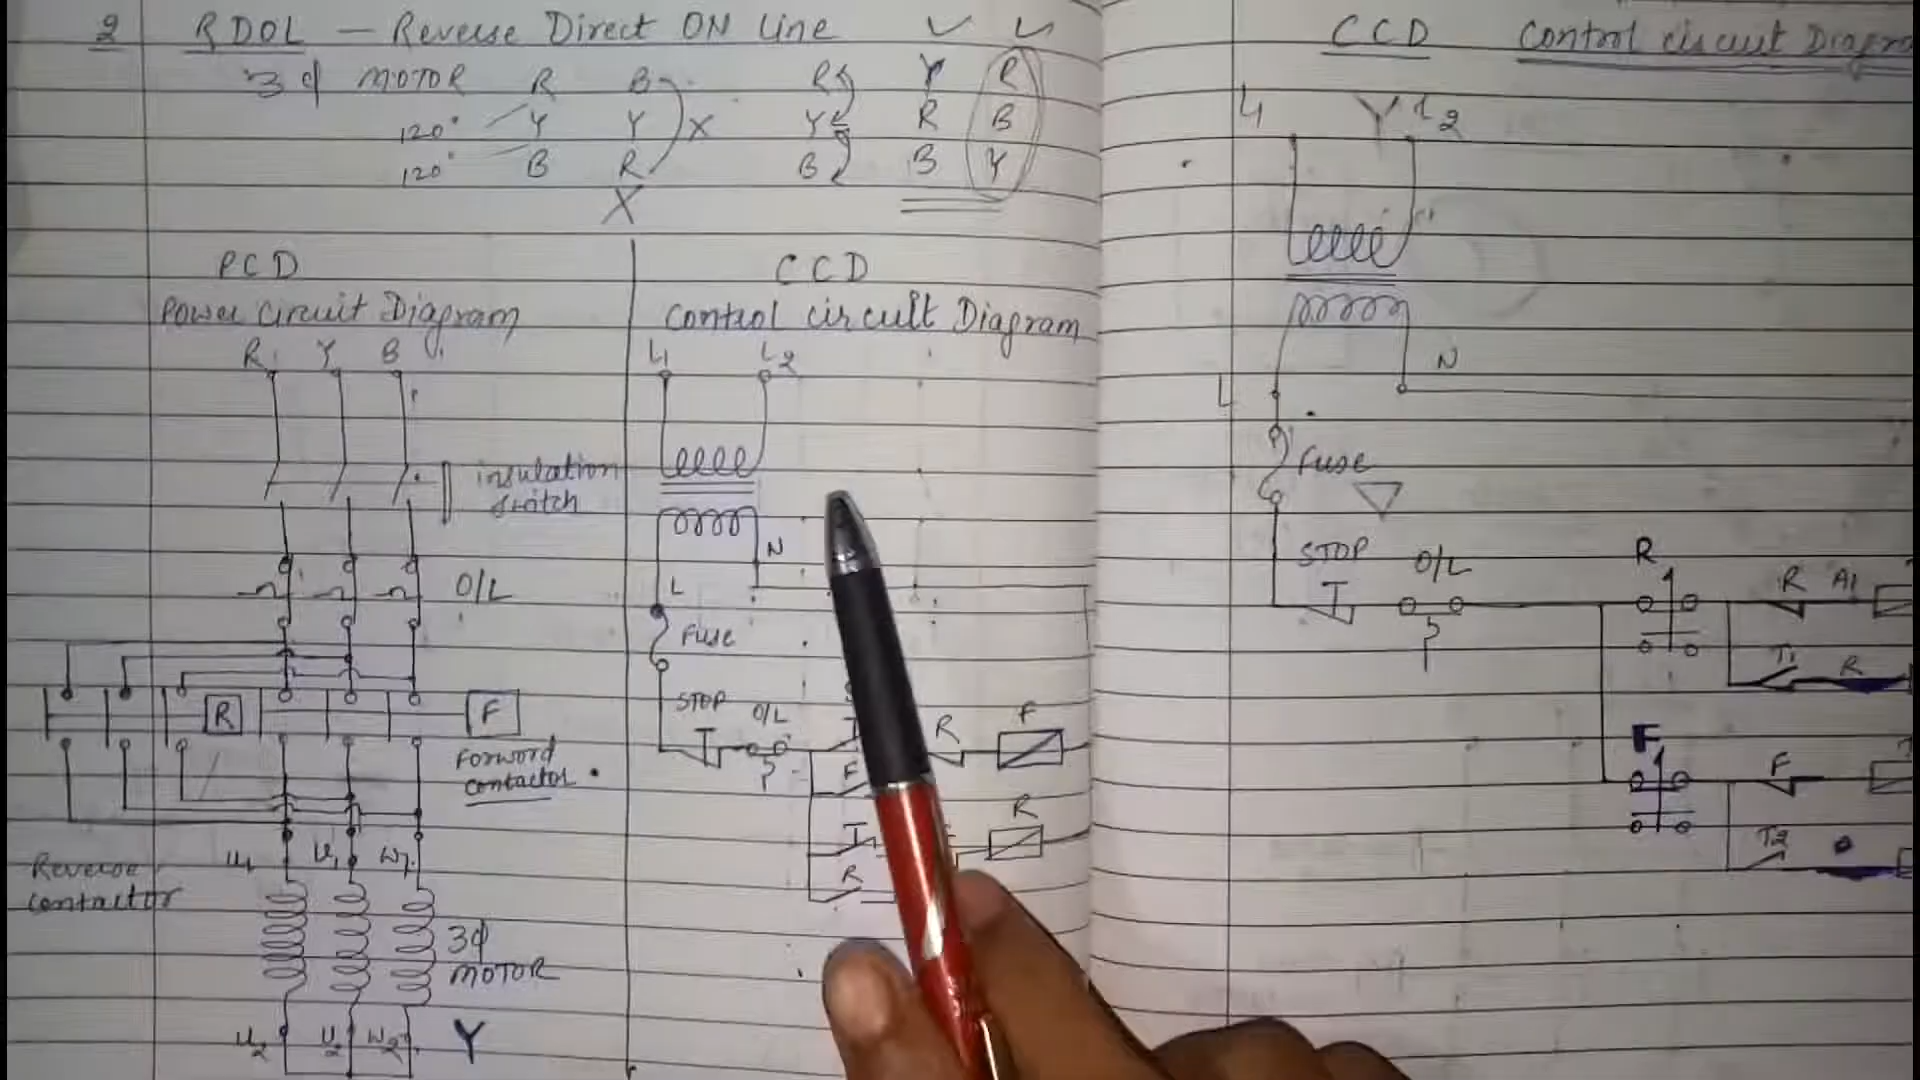 2 RDOL — Reverse Direct ON Line
3 ϕ MOTOR R B R Y R
120° Y Y X Y R B
120° B R B B Y
X
PCD
Power Circuit Diagram
R Y B
insulation
switch
O/L
R F
Forword
contactor
Reverse
contactor
U1 V1 W1
3ϕ
MOTOR
U2 V2 W2 Y
CCD
Control circuit Diagram
L1 L2
N
L
Fuse
STOP O/L R F
F
R
R
CCD Control circuit Diagra
L1 Y L2
N
L
Fuse
STOP O/L R R A1
T1 R
F F
T2